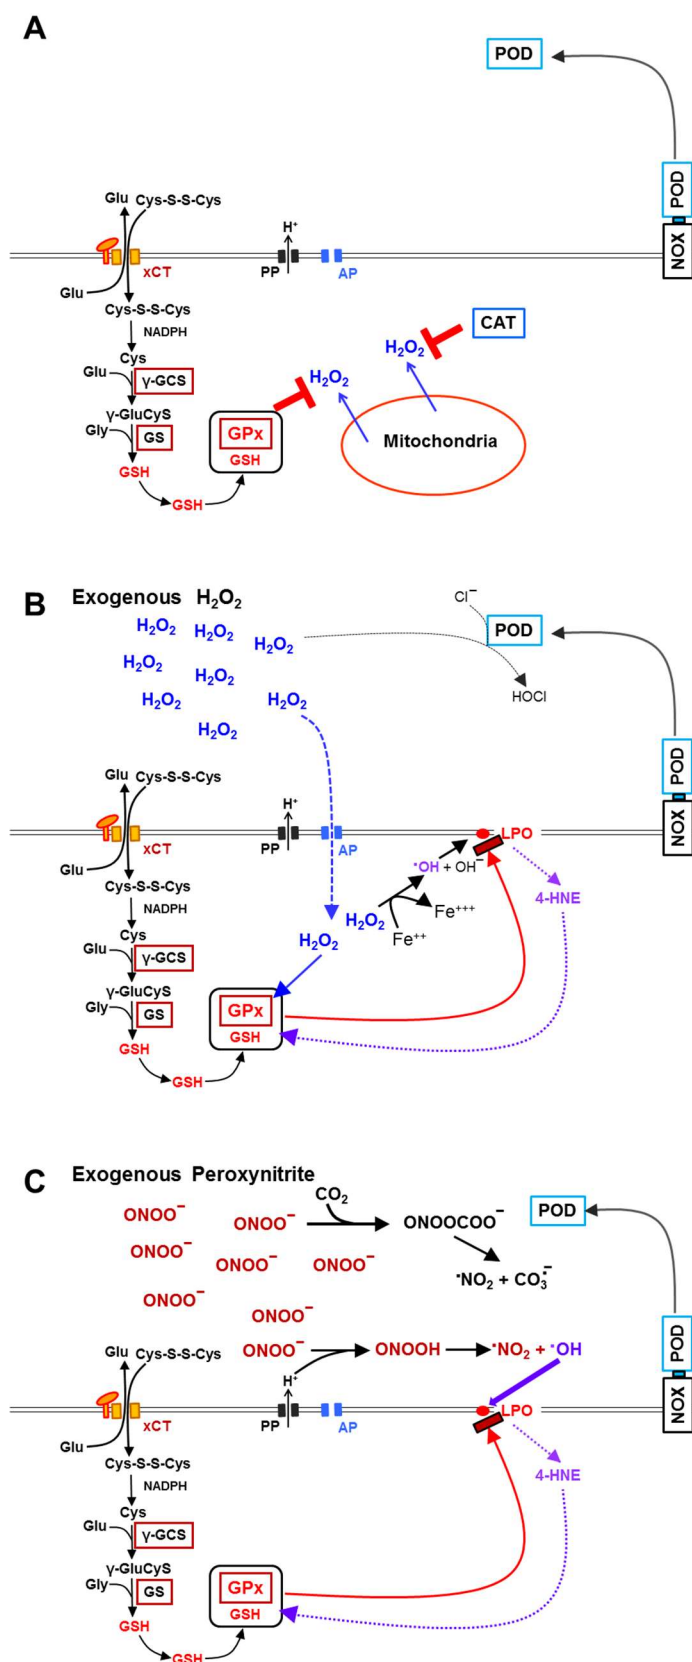 A
POD
POD
NOX
Glu
Cys-S-S-Cys
H⁺
xCT
PP
AP
Glu
Cys-S-S-Cys
NADPH
Cys
Glu
γ-GCS
γ-GluCyS
Gly
GS
GSH
GSH
GPx
GSH
H₂O₂
H₂O₂
CAT
Mitochondria
B
Exogenous H₂O₂
H₂O₂
H₂O₂
H₂O₂
H₂O₂
H₂O₂
H₂O₂
H₂O₂
H₂O₂
Cl⁻
POD
HOCl
POD
NOX
Glu
Cys-S-S-Cys
H⁺
xCT
PP
AP
LPO
Glu
Cys-S-S-Cys
NADPH
•OH + OH⁻
4-HNE
H₂O₂
Fe⁺⁺
Fe⁺⁺⁺
H₂O₂
Cys
Glu
γ-GCS
γ-GluCyS
Gly
GS
GSH
GSH
GPx
GSH
C
Exogenous Peroxynitrite
ONOO⁻
ONOO⁻
CO₂
ONOOCOO⁻
POD
ONOO⁻
ONOO⁻
ONOO⁻
•NO₂ + CO₃•⁻
ONOO⁻
ONOO⁻
ONOO⁻
ONOOH
•NO₂ + •OH
POD
NOX
Glu
Cys-S-S-Cys
H⁺
xCT
PP
AP
LPO
Glu
Cys-S-S-Cys
NADPH
4-HNE
Cys
Glu
γ-GCS
γ-GluCyS
Gly
GS
GSH
GSH
GPx
GSH